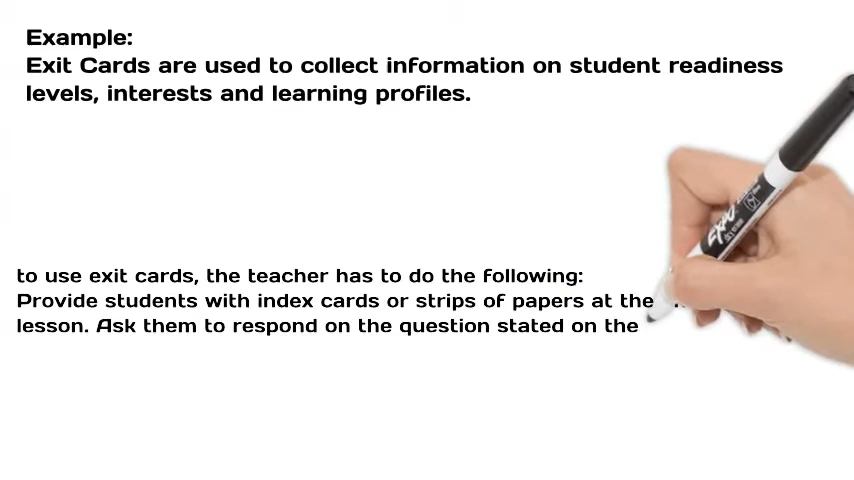 Example:
Exit Cards are used to collect information on student readiness
levels, interests and learning profiles.
to use exit cards, the teacher has to do the following:
Provide students with index cards or strips of papers at the
lesson. Ask them to respond on the question stated on the
EXPO